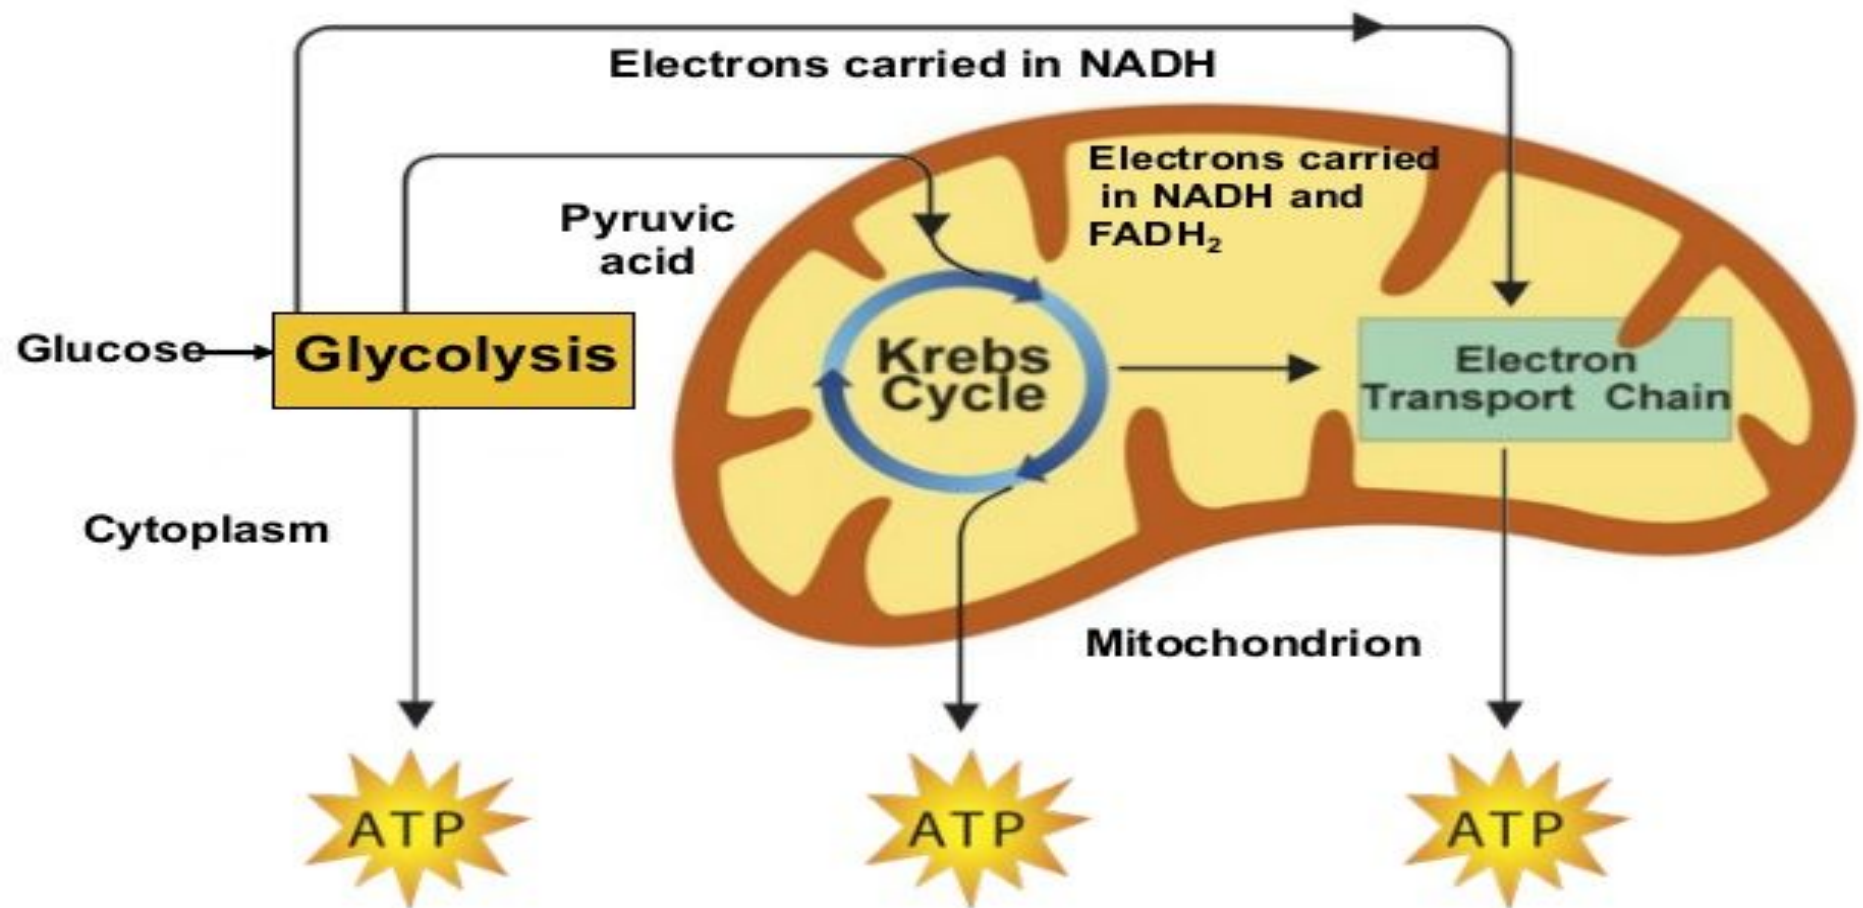 Electrons carried in NADH
Electrons carried
in NADH and
FADH₂
Pyruvic
acid
Glucose
Glycolysis
Krebs
Cycle
Electron
Transport Chain
Cytoplasm
Mitochondrion
ATP
ATP
ATP